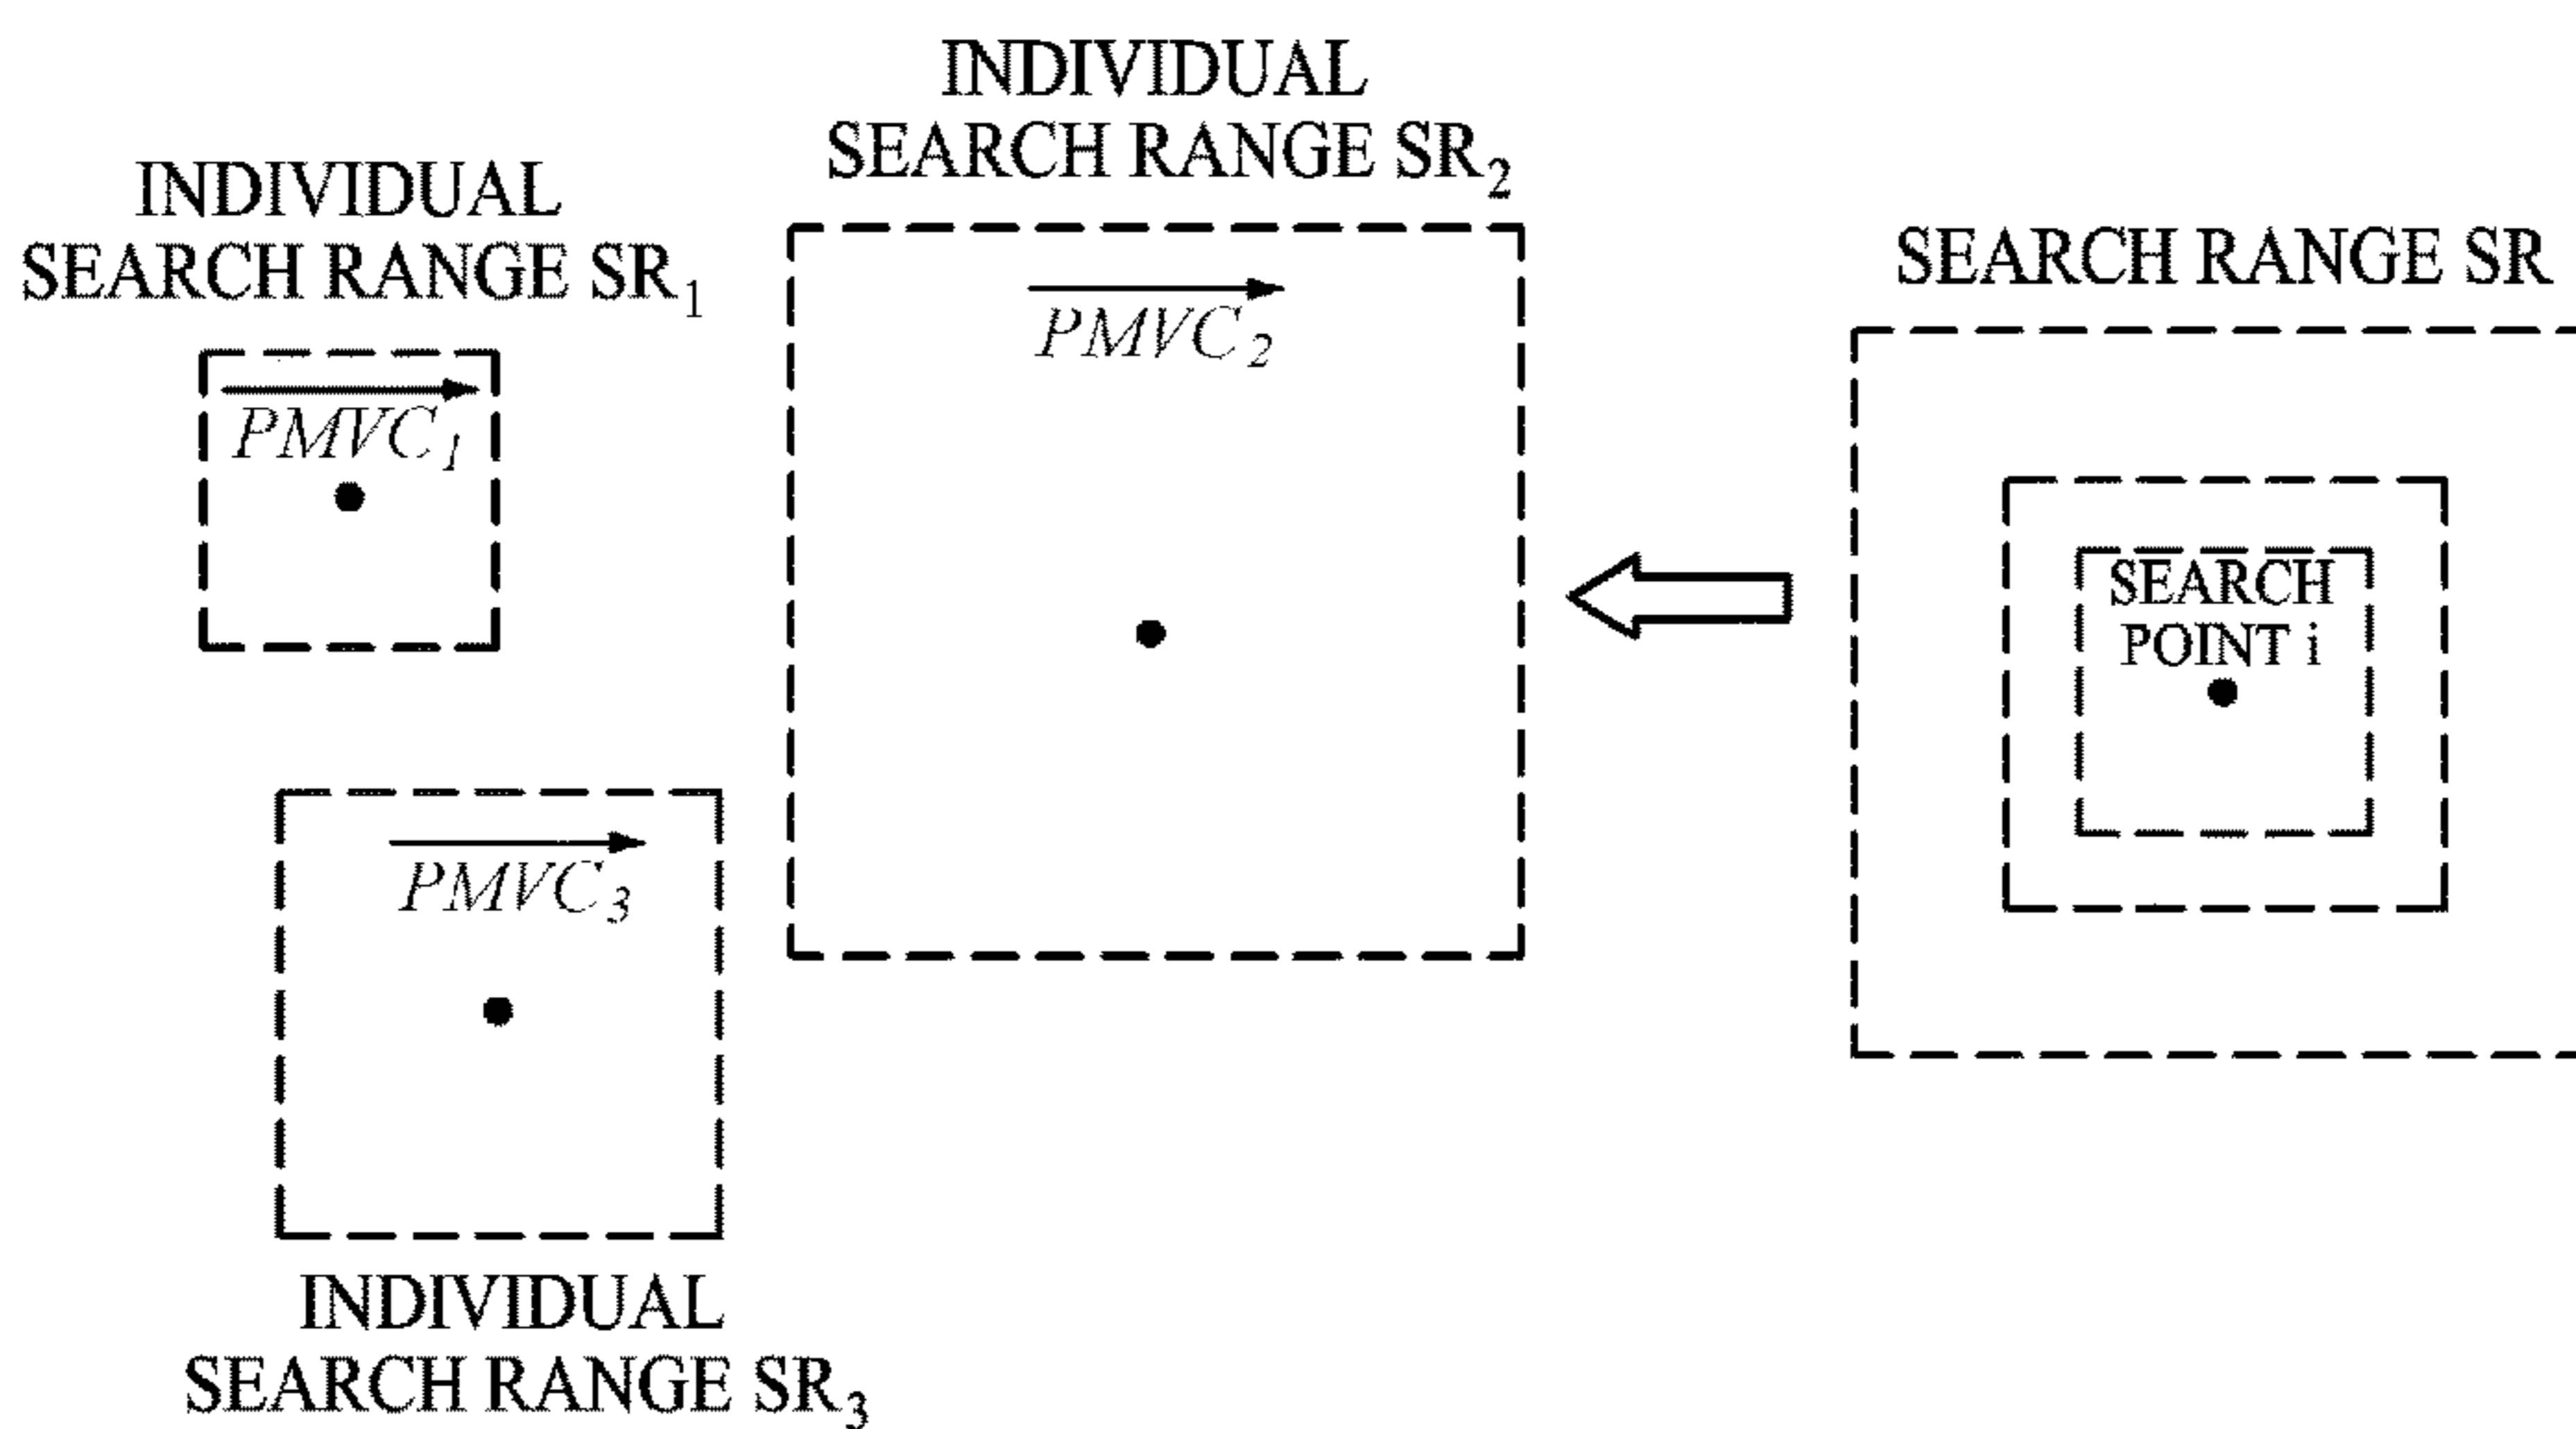 INDIVIDUAL
SEARCH RANGE SR₁
PMVC₁
INDIVIDUAL
SEARCH RANGE SR₂
PMVC₂
SEARCH RANGE SR
SEARCH
POINT i
PMVC₃
INDIVIDUAL
SEARCH RANGE SR₃